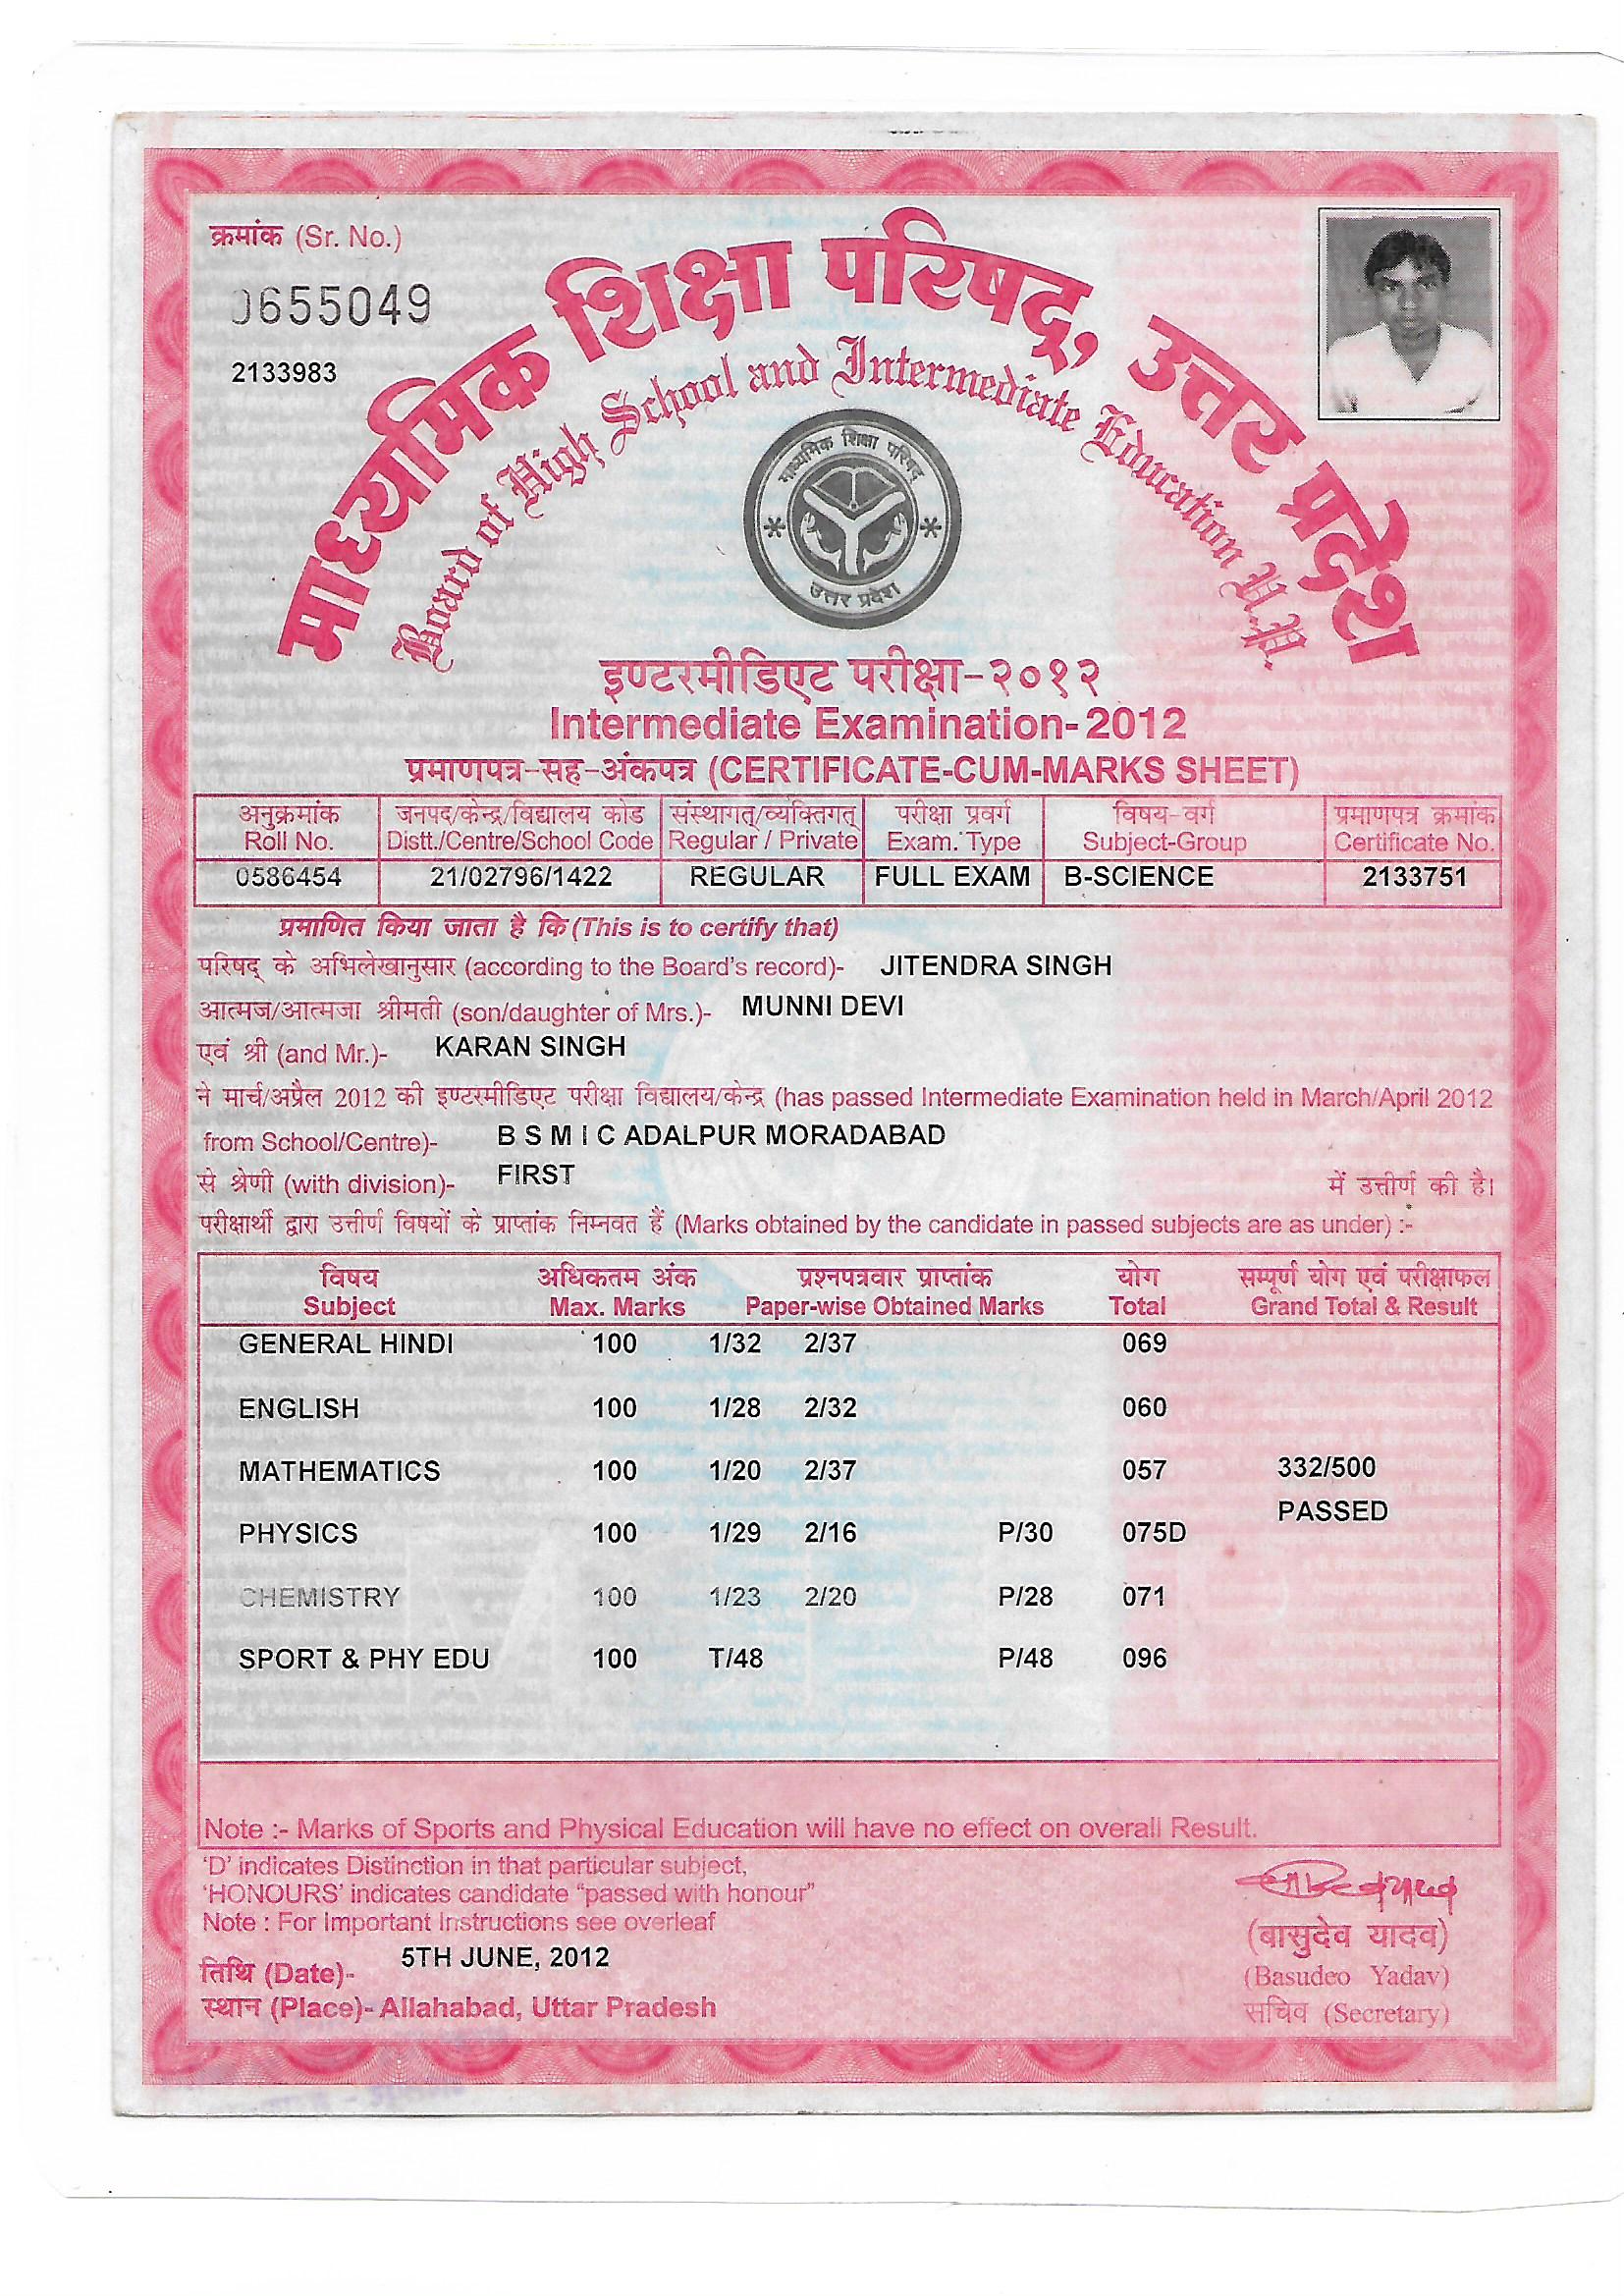 क्रमांक (Sr. No.)
0655049
2133983
माध्यमिक शिक्षा परिषद्, उत्तर प्रदेश
Board of High School and Intermediate Education U.P.
माध्यमिक शिक्षा परिषद्
उत्तर प्रदेश
इण्टरमीडिएट परीक्षा-२०१२
Intermediate Examination-2012
प्रमाणपत्र-सह-अंकपत्र (CERTIFICATE-CUM-MARKS SHEET)
अनुक्रमांक जनपद/केन्द्र/विद्यालय कोड संस्थागत्/व्यक्तिगत् परीक्षा प्रवर्ग विषय-वर्ग प्रमाणपत्र क्रमांक
Roll No. Distt./Centre/School Code Regular / Private Exam. Type Subject-Group Certificate No.
0586454 21/02796/1422 REGULAR FULL EXAM B-SCIENCE 2133751
प्रमाणित किया जाता है कि (This is to certify that)
परिषद् के अभिलेखानुसार (according to the Board's record)- JITENDRA SINGH
आत्मज/आत्मजा श्रीमती (son/daughter of Mrs.)- MUNNI DEVI
एवं श्री (and Mr.)- KARAN SINGH
ने मार्च/अप्रैल 2012 की इण्टरमीडिएट परीक्षा विद्यालय/केन्द्र (has passed Intermediate Examination held in March/April 2012
from School/Centre)- B S M I C ADALPUR MORADABAD
से श्रेणी (with division)- FIRST में उत्तीर्ण की है।
परीक्षार्थी द्वारा उत्तीर्ण विषयों के प्राप्तांक निम्नवत हैं (Marks obtained by the candidate in passed subjects are as under) :-
विषय अधिकतम अंक प्रश्नपत्रवार प्राप्तांक योग सम्पूर्ण योग एवं परीक्षाफल
Subject Max. Marks Paper-wise Obtained Marks Total Grand Total & Result
GENERAL HINDI 100 1/32 2/37 069
ENGLISH 100 1/28 2/32 060
MATHEMATICS 100 1/20 2/37 057 332/500
PASSED
PHYSICS 100 1/29 2/16 P/30 075D
CHEMISTRY 100 1/23 2/20 P/28 071
SPORT & PHY EDU 100 T/48 P/48 096
Note :- Marks of Sports and Physical Education will have no effect on overall Result.
'D' indicates Distinction in that particular subject,
'HONOURS' indicates candidate "passed with honour"
Note : For Important Instructions see overleaf
तिथि (Date)- 5TH JUNE, 2012
स्थान (Place)- Allahabad, Uttar Pradesh
(बासुदेव यादव)
(Basudeo Yadav)
सचिव (Secretary)